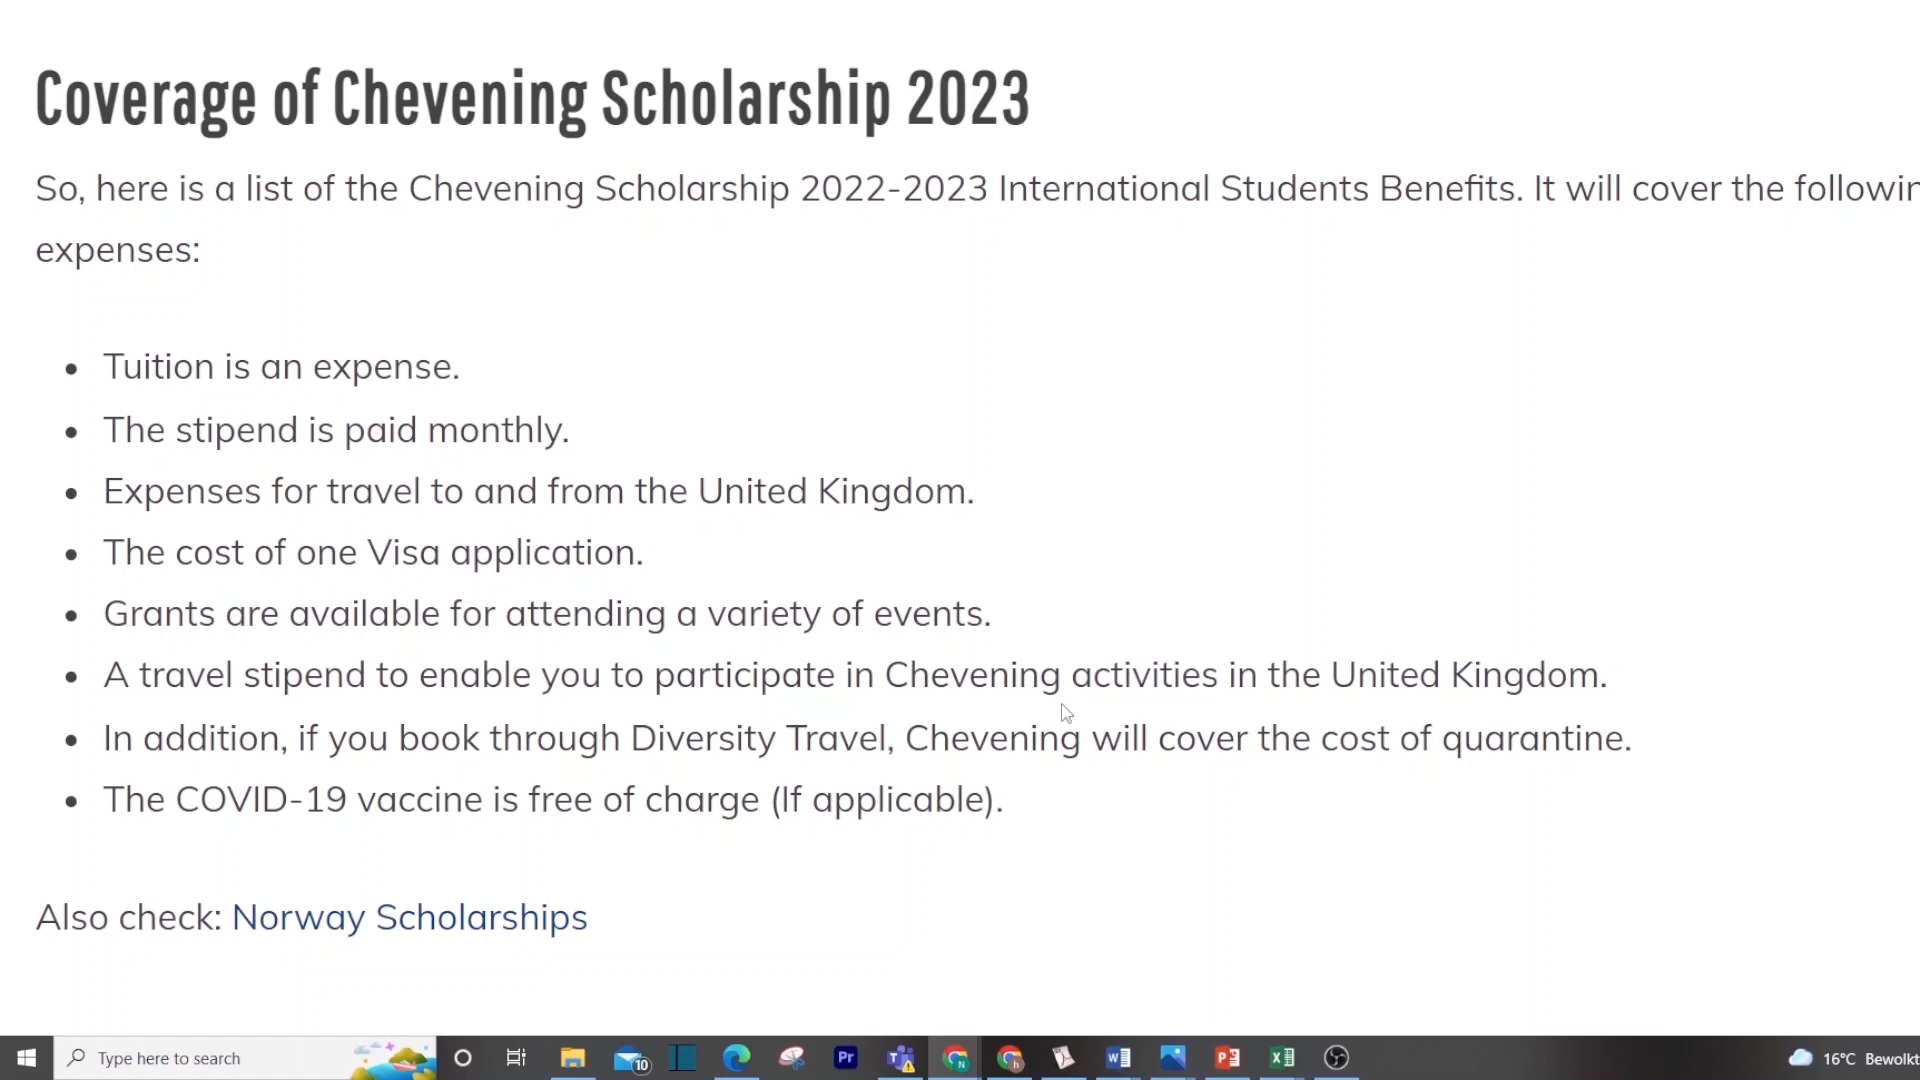 Coverage of Chevening Scholarship 2023
So, here is a list of the Chevening Scholarship 2022-2023 International Students Benefits. It will cover the followin
expenses:
Tuition is an expense.
The stipend is paid monthly.
Expenses for travel to and from the United Kingdom.
The cost of one Visa application.
Grants are available for attending a variety of events.
A travel stipend to enable you to participate in Chevening activities in the United Kingdom.
In addition, if you book through Diversity Travel, Chevening will cover the cost of quarantine.
The COVID-19 vaccine is free of charge (If applicable).
Also check: Norway Scholarships
Type here to search 10 Pr N h 16°C Bewolkt